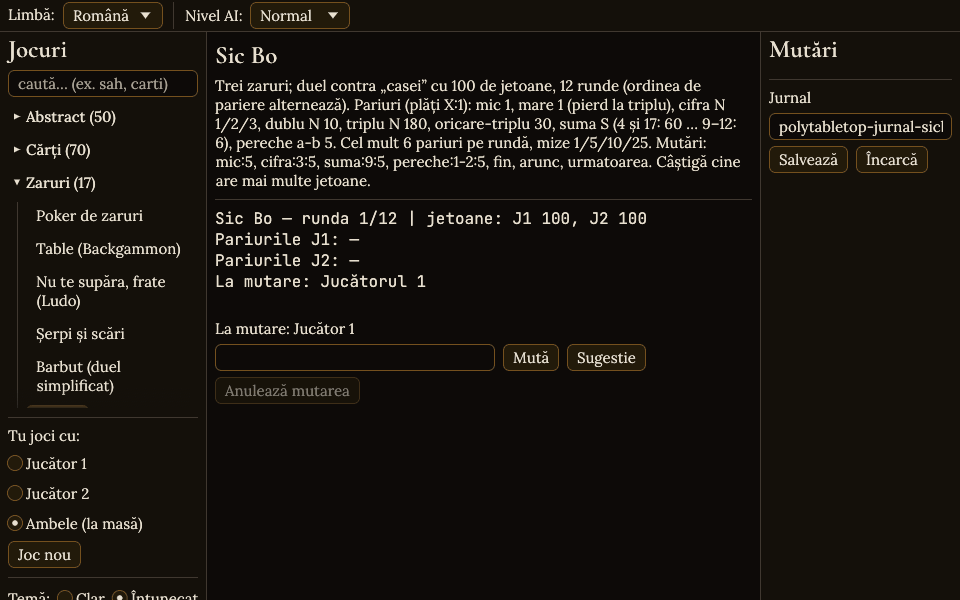 Limbă:
Română
Nivel AI:
Normal
Jocuri
caută... (ex. sah, carti)
Abstract (50)
Cărți (70)
Zaruri (17)
Poker de zaruri
Table (Backgammon)
Nu te supăra, frate
(Ludo)
Șerpi și scări
Barbut (duel
simplificat)
Tu joci cu:
Jucător 1
Jucător 2
Ambele (la masă)
Joc nou
Temă:
Clar
Întunecat
Sic Bo
Trei zaruri; duel contra „casei” cu 100 de jetoane, 12 runde (ordinea de
pariere alternează). Pariuri (plăți X:1): mic 1, mare 1 (pierd la triplu), cifra N
1/2/3, dublu N 10, triplu N 180, oricare-triplu 30, suma S (4 și 17: 60 ... 9–12:
6), pereche a-b 5. Cel mult 6 pariuri pe rundă, mize 1/5/10/25. Mutări:
mic:5, cifra:3:5, suma:9:5, pereche:1-2:5, fin, arunc, urmatoarea. Câștigă cine
are mai multe jetoane.
Sic Bo — runda 1/12 | jetoane: J1 100, J2 100
Pariurile J1: —
Pariurile J2: —
La mutare: Jucătorul 1
La mutare: Jucător 1
Mută
Sugestie
Anulează mutarea
Mutări
Jurnal
polytabletop-jurnal-sicl
Salvează
Încarcă